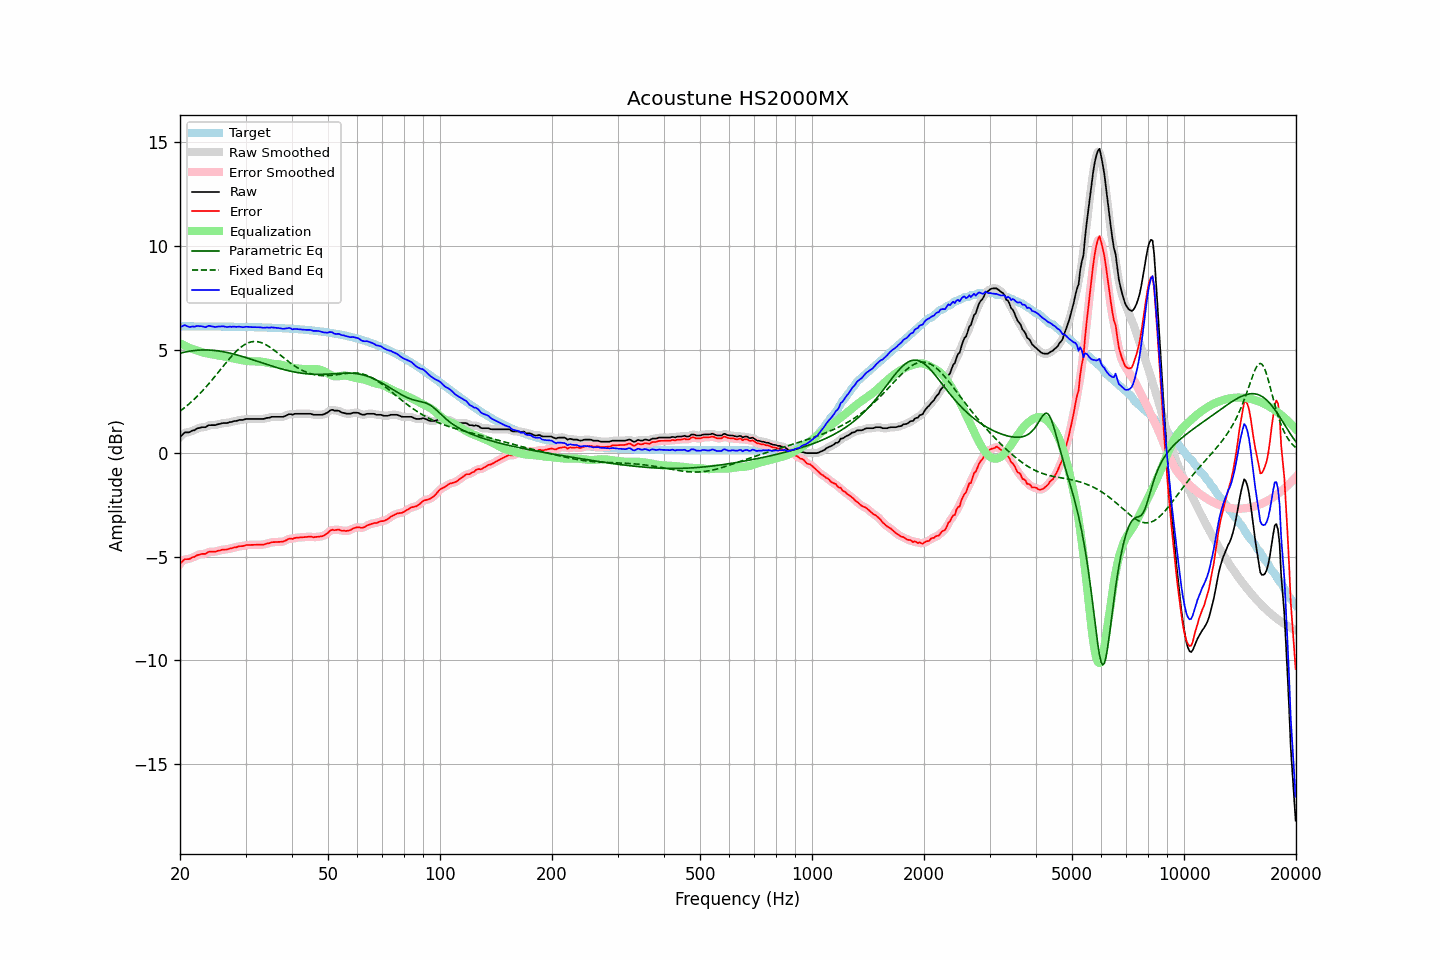 Acoustune HS2000MX
Target
Raw Smoothed
Error Smoothed
Raw
Error
Equalization
Parametric Eq
Fixed Band Eq
Equalized
Amplitude (dBr)
15
10
5
0
−5
−10
−15
20 50 100 200 500 1000 2000 5000 10000 20000
Frequency (Hz)